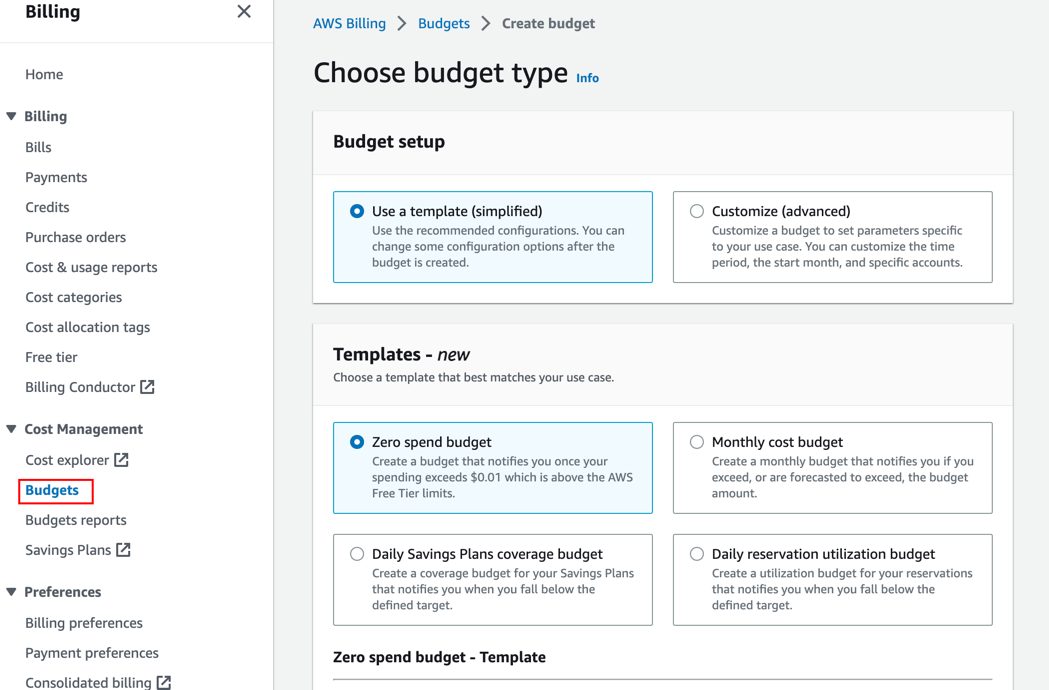 Billing
Home
Billing
Bills
Payments
Credits
Purchase orders
Cost & usage reports
Cost categories
Cost allocation tags
Free tier
Billing Conductor
Cost Management
Cost explorer
Budgets
Budgets reports
Savings Plans
Preferences
Billing preferences
Payment preferences
Consolidated billing
AWS Billing > Budgets > Create budget
Choose budget type Info
Budget setup
Use a template (simplified)
Use the recommended configurations. You can
change some configuration options after the
budget is created.
Customize (advanced)
Customize a budget to set parameters specific
to your use case. You can customize the time
period, the start month, and specific accounts.
Templates - new
Choose a template that best matches your use case.
Zero spend budget
Create a budget that notifies you once your
spending exceeds $0.01 which is above the AWS
Free Tier limits.
Monthly cost budget
Create a monthly budget that notifies you if you
exceed, or are forecasted to exceed, the budget
amount.
Daily Savings Plans coverage budget
Create a coverage budget for your Savings Plans
that notifies you when you fall below the
defined target.
Daily reservation utilization budget
Create a utilization budget for your reservations
that notifies you when you fall below the
defined target.
Zero spend budget - Template